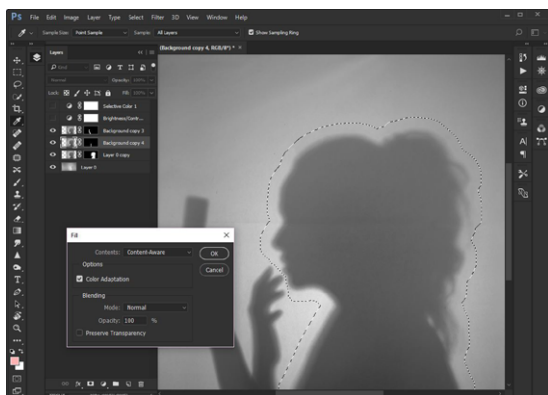 Ps File Edit Image Layer Type Select Filter 3D View Window Help
Sample Size: Point Sample Sample: All Layers Show Sampling Ring
Layers
(Background copy 4, RGB/8*) * ×
Kind
Normal Opacity: 100%
Lock: Fill: 100%
Selective Color 1
Brightness/Contr...
Background copy 3
Background copy 4
Layer 0 copy
Layer 0
Fill
Contents: Content-Aware
OK
Options
Cancel
Color Adaptation
Blending
Mode: Normal
Opacity: 100 %
Preserve Transparency
fx